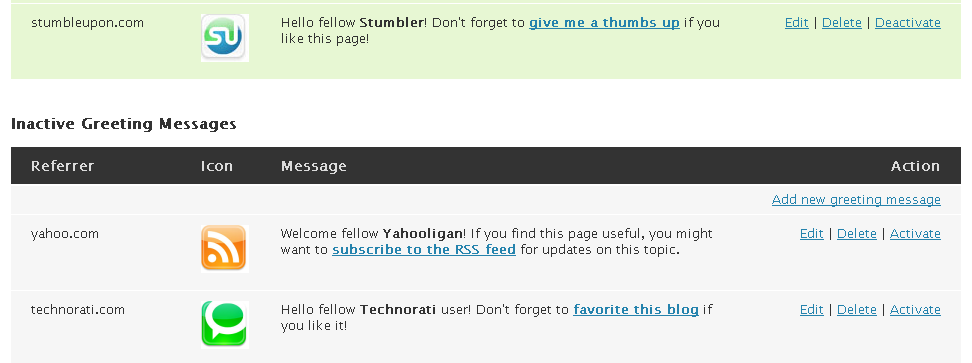 stumbleupon.com
SU
Hello fellow Stumbler! Don't forget to give me a thumbs up if you
like this page!
Edit | Delete | Deactivate
Inactive Greeting Messages
Referrer Icon Message Action
Add new greeting message
yahoo.com
Welcome fellow Yahooligan! If you find this page useful, you might
want to subscribe to the RSS feed for updates on this topic.
Edit | Delete | Activate
technorati.com
Hello fellow Technorati user! Don't forget to favorite this blog if
you like it!
Edit | Delete | Activate